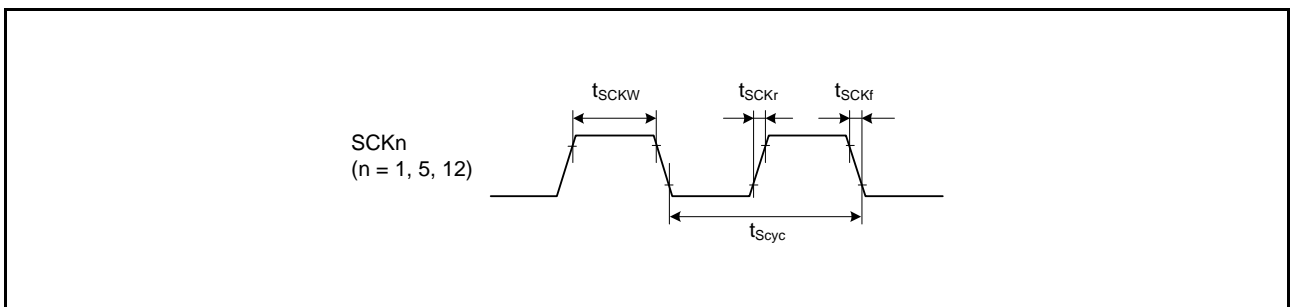 tSCKW
tSCKr
tSCKf
SCKn
(n = 1, 5, 12)
tScyc